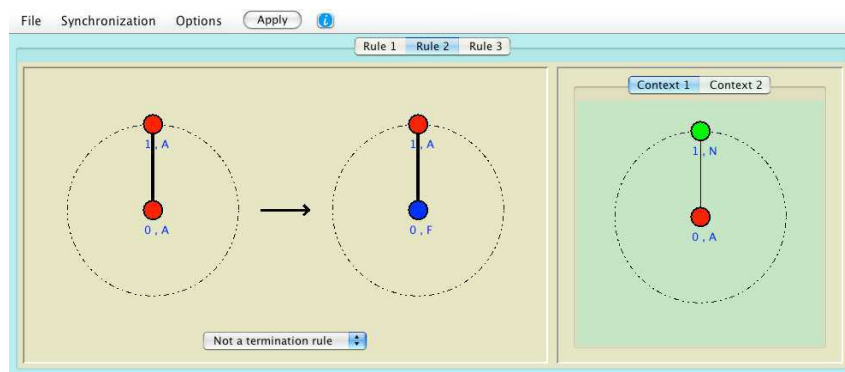 File Synchronization Options Apply i
Rule 1 Rule 2 Rule 3
Context 1 Context 2
1 , A 1 , A 1 , N
0 , A 0 , F 0 , A
Not a termination rule